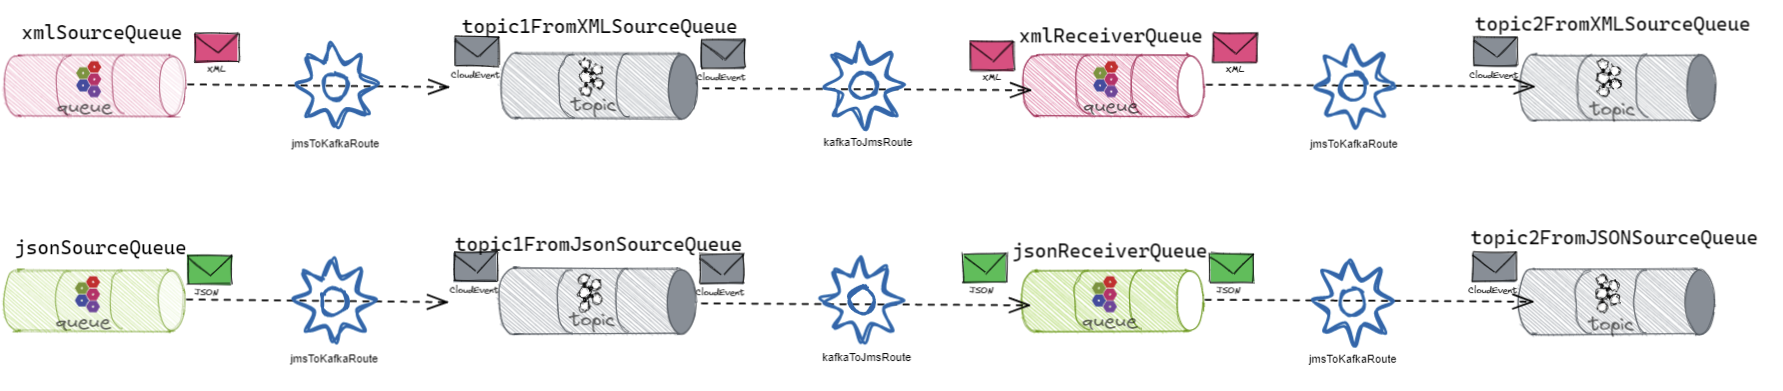 xmlSourceQueue
XML
queue
jmsToKafkaRoute
topic1FromXMLSourceQueue
CloudEvent
topic
CloudEvent
kafkaToJmsRoute
xmlReceiverQueue
XML
queue
XML
jmsToKafkaRoute
topic2FromXMLSourceQueue
CloudEvent
topic
jsonSourceQueue
JSON
queue
jmsToKafkaRoute
topic1FromJsonSourceQueue
CloudEvent
topic
CloudEvent
kafkaToJmsRoute
jsonReceiverQueue
JSON
queue
JSON
jmsToKafkaRoute
topic2FromJSONSourceQueue
CloudEvent
topic